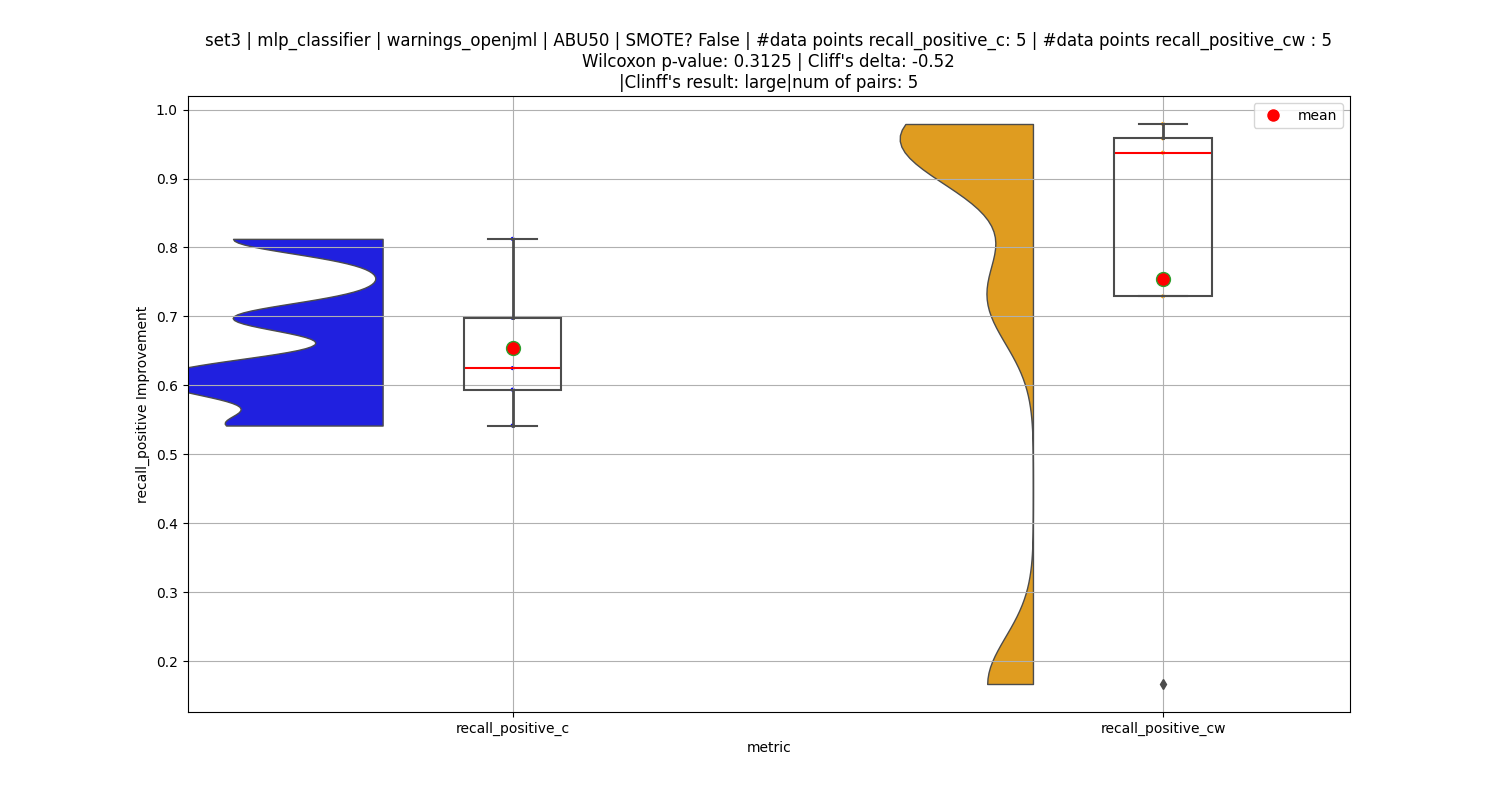 set3 | mlp_classifier | warnings_openjml | ABU50 | SMOTE? False | #data points recall_positive_c: 5 | #data points recall_positive_cw : 5
Wilcoxon p-value: 0.3125 | Cliff's delta: -0.52
|Clinff's result: large|num of pairs: 5
mean
recall_positive Improvement
1.0
0.9
0.8
0.7
0.6
0.5
0.4
0.3
0.2
recall_positive_c
recall_positive_cw
metric